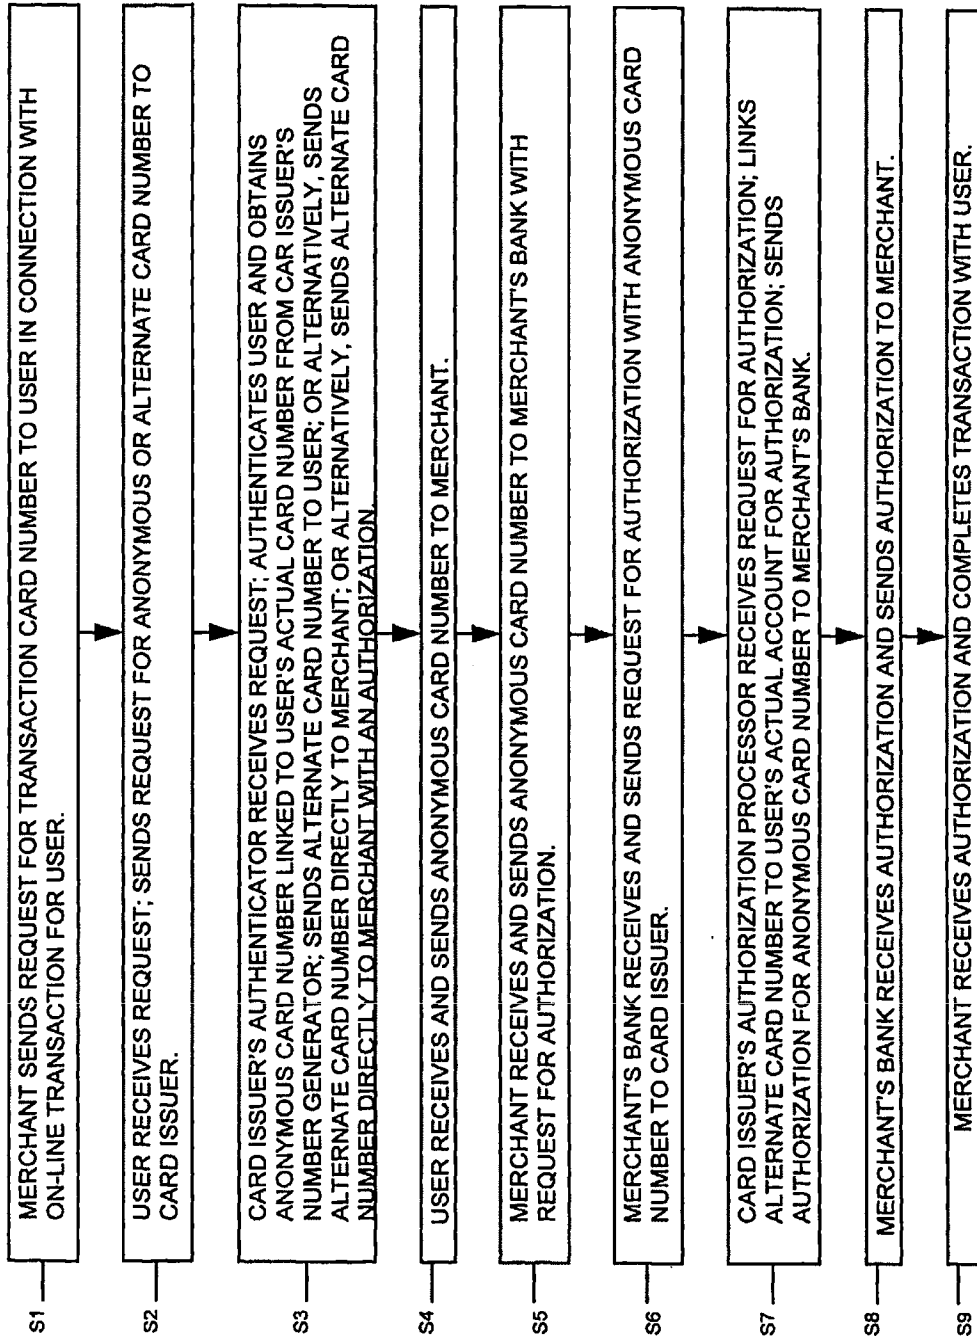 S1
MERCHANT SENDS REQUEST FOR TRANSACTION CARD NUMBER TO USER IN CONNECTION WITH
ON-LINE TRANSACTION FOR USER.
S2
USER RECEIVES REQUEST; SENDS REQUEST FOR ANONYMOUS OR ALTERNATE CARD NUMBER TO
CARD ISSUER.
S3
CARD ISSUER'S AUTHENTICATOR RECEIVES REQUEST; AUTHENTICATES USER AND OBTAINS
ANONYMOUS CARD NUMBER LINKED TO USER'S ACTUAL CARD NUMBER FROM CAR ISSUER'S
NUMBER GENERATOR; SENDS ALTERNATE CARD NUMBER TO USER; OR ALTERNATIVELY, SENDS
ALTERNATE CARD NUMBER DIRECTLY TO MERCHANT; OR ALTERNATIVELY, SENDS ALTERNATE CARD
NUMBER DIRECTLY TO MERCHANT WITH AN AUTHORIZATION.
S4
USER RECEIVES AND SENDS ANONYMOUS CARD NUMBER TO MERCHANT.
S5
MERCHANT RECEIVES AND SENDS ANONYMOUS CARD NUMBER TO MERCHANT'S BANK WITH
REQUEST FOR AUTHORIZATION.
S6
MERCHANT'S BANK RECEIVES AND SENDS REQUEST FOR AUTHORIZATION WITH ANONYMOUS CARD
NUMBER TO CARD ISSUER.
S7
CARD ISSUER'S AUTHORIZATION PROCESSOR RECEIVES REQUEST FOR AUTHORIZATION; LINKS
ALTERNATE CARD NUMBER TO USER'S ACTUAL ACCOUNT FOR AUTHORIZATION; SENDS
AUTHORIZATION FOR ANONYMOUS CARD NUMBER TO MERCHANT'S BANK.
S8
MERCHANT'S BANK RECEIVES AUTHORIZATION AND SENDS AUTHORIZATION TO MERCHANT.
S9
MERCHANT RECEIVES AUTHORIZATION AND COMPLETES TRANSACTION WITH USER.